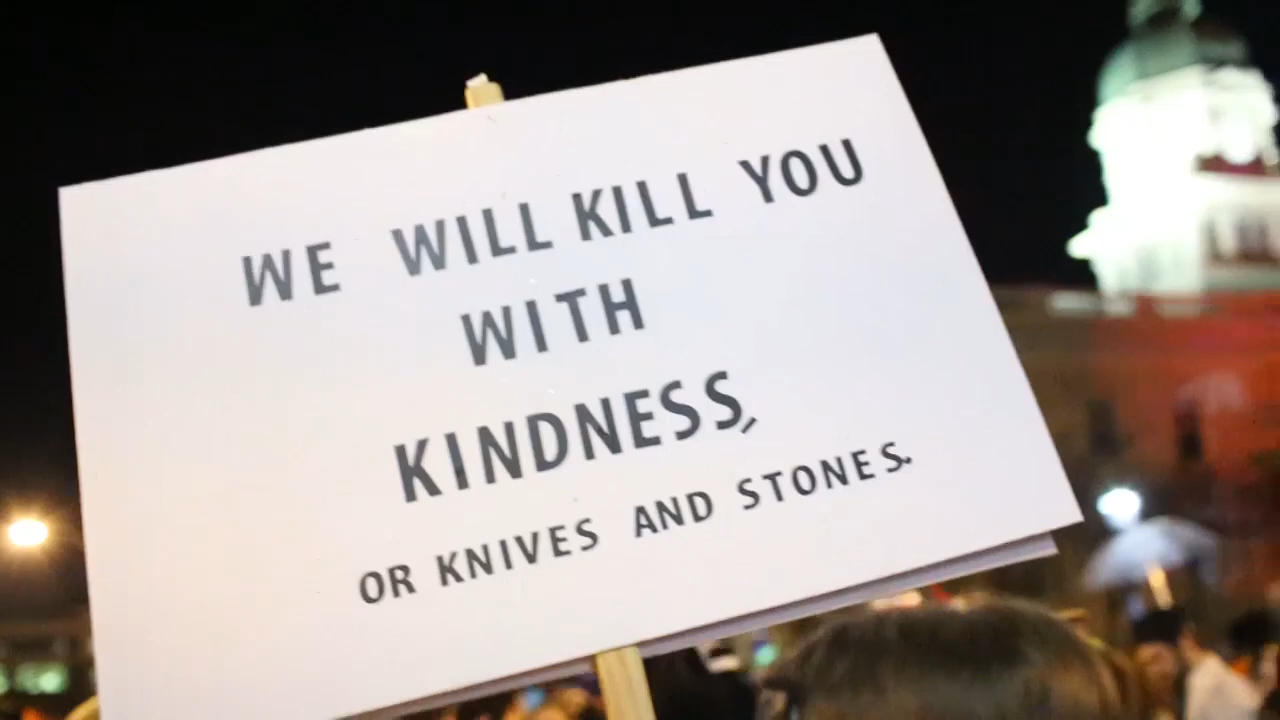 WE WILL KILL YOU
WITH
KINDNESS,
OR KNIVES AND STONES.